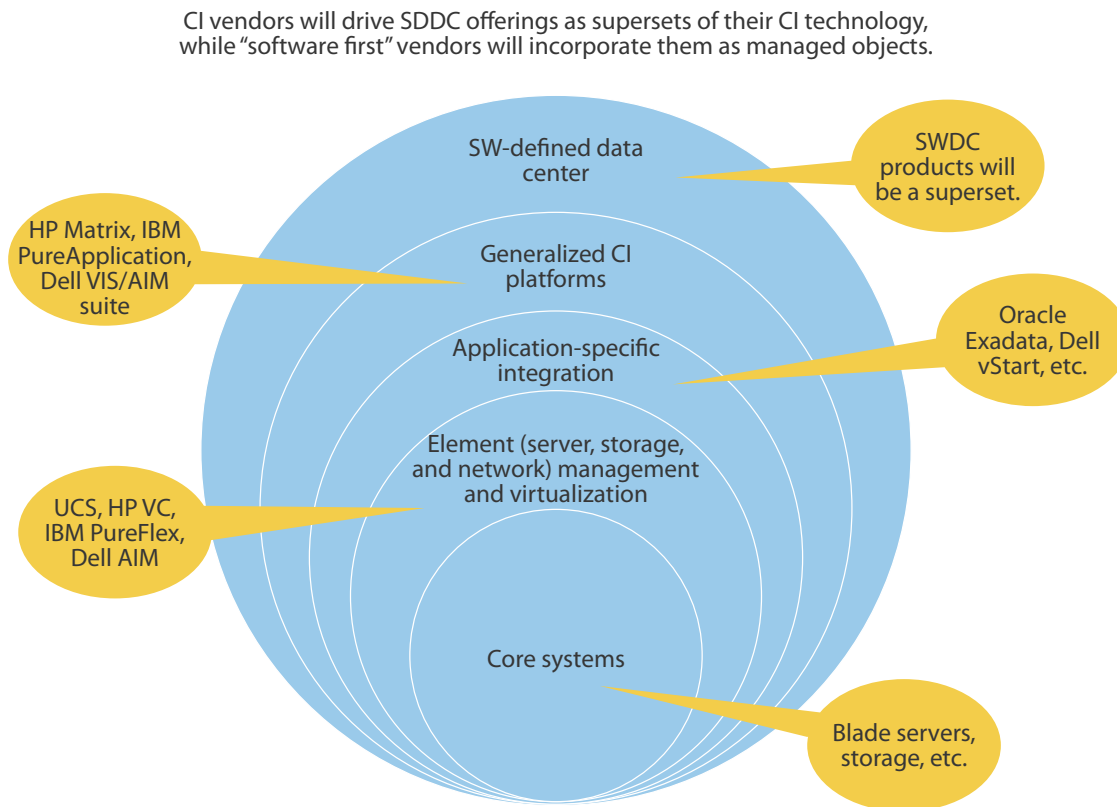 CI vendors will drive SDDC offerings as supersets of their CI technology,
while “software first” vendors will incorporate them as managed objects.
SW-defined data
center
SWDC
products will
be a superset.
HP Matrix, IBM
PureApplication,
Dell VIS/AIM
suite
Generalized CI
platforms
Oracle
Exadata, Dell
vStart, etc.
Application-specific
integration
Element (server, storage,
and network) management
and virtualization
UCS, HP VC,
IBM PureFlex,
Dell AIM
Core systems
Blade servers,
storage, etc.